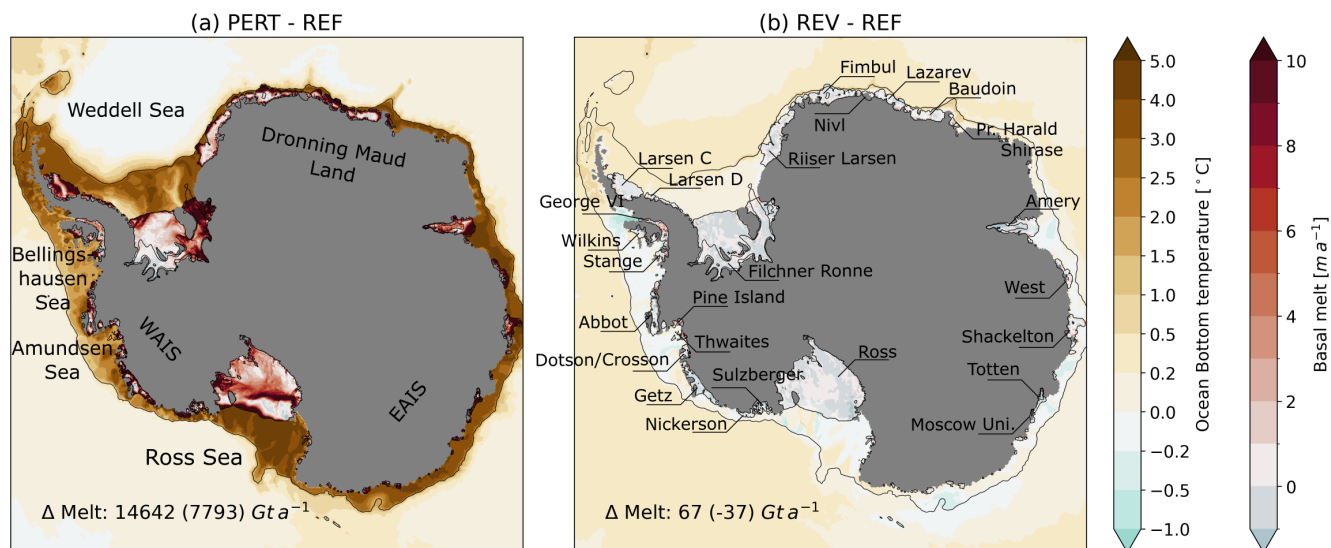 (a) PERT - REF
Weddell Sea
Dronning Maud
Land
Bellings-
hausen
Sea
Amundsen
Sea
WAIS
EAIS
Ross Sea
Δ Melt: 14642 (7793) Gt a⁻¹
(b) REV - REF
Fimbul
Lazarev
Baudoin
Nivl
Pr. Harald
Shirase
Larsen C
Riiser Larsen
Larsen D
George VI
Amery
Wilkins
Stange
Filchner Ronne
West
Pine Island
Abbot
Shackelton
Thwaites
Ross
Dotson/Crosson
Totten
Sulzberger
Getz
Moscow Uni.
Nickerson
Δ Melt: 67 (-37) Gt a⁻¹
5.0
4.0
3.0
2.5
2.0
1.5
1.0
0.5
0.2
0.0
−0.2
−0.5
−1.0
Ocean Bottom temperature [°C]
10
8
6
4
2
0
Basal melt [m a⁻¹]